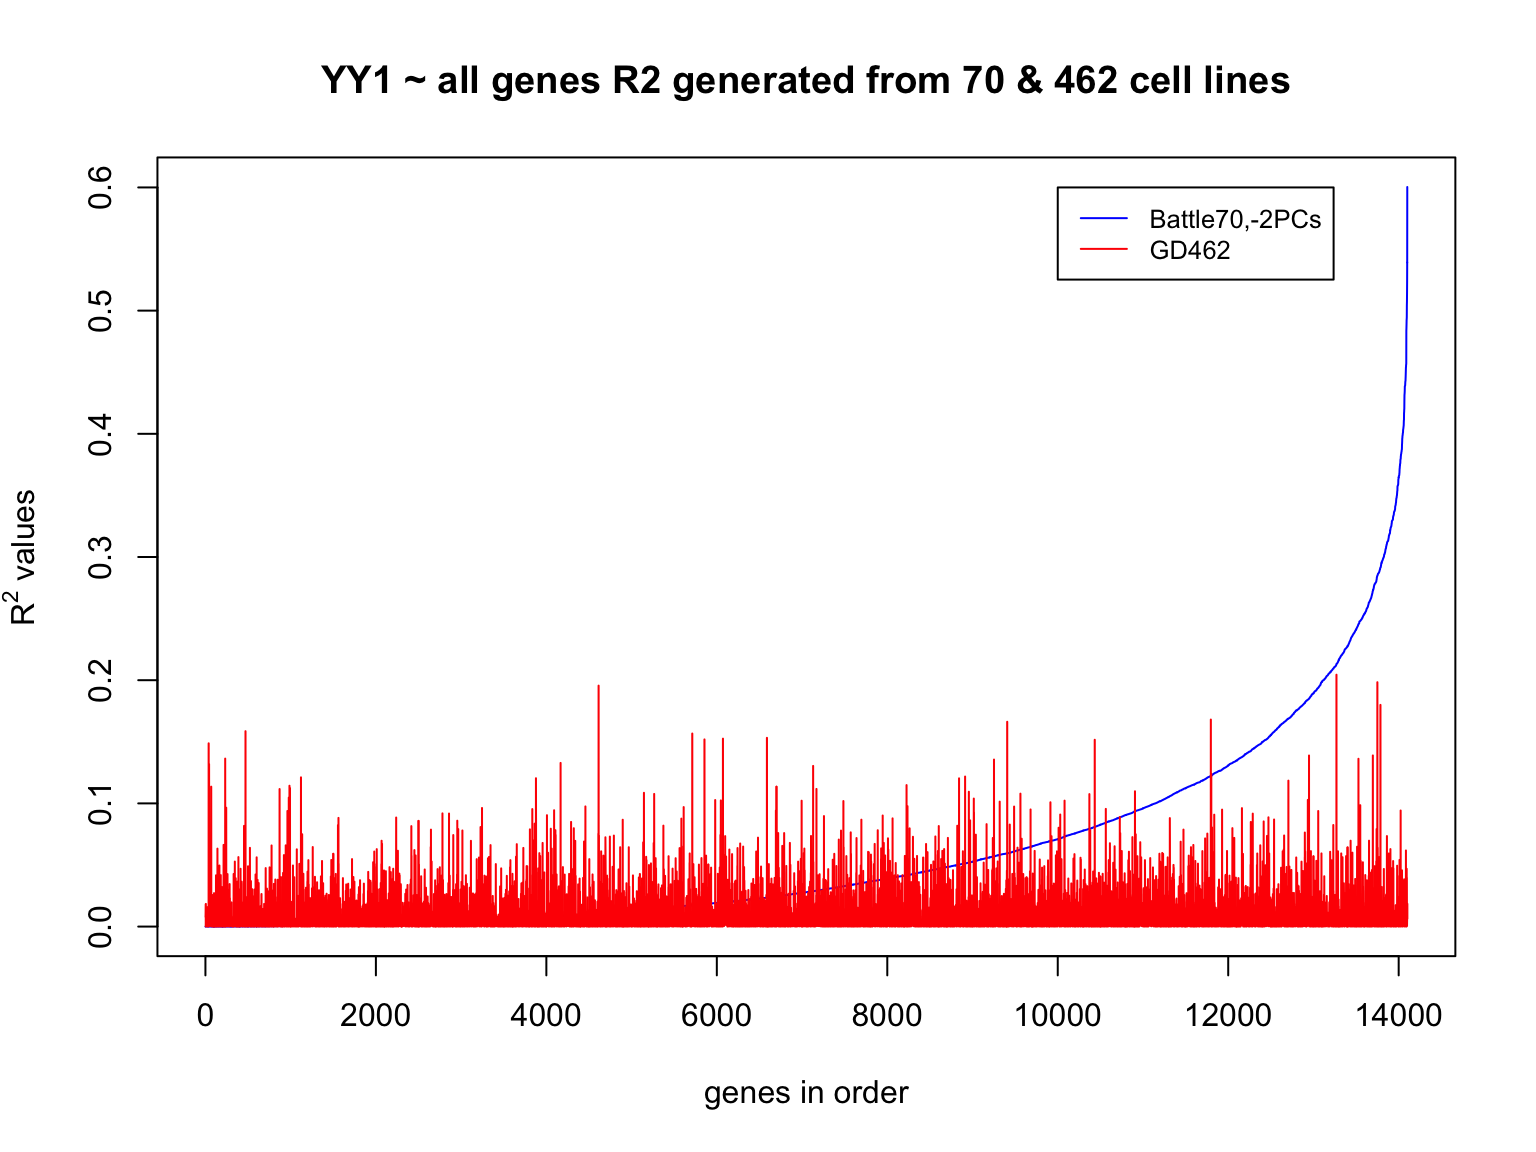 YY1 ~ all genes R2 generated from 70 & 462 cell lines
R2 values
0.6
0.5
0.4
0.3
0.2
0.1
0.0
Battle70,-2PCs
GD462
0 2000 4000 6000 8000 10000 12000 14000
genes in order